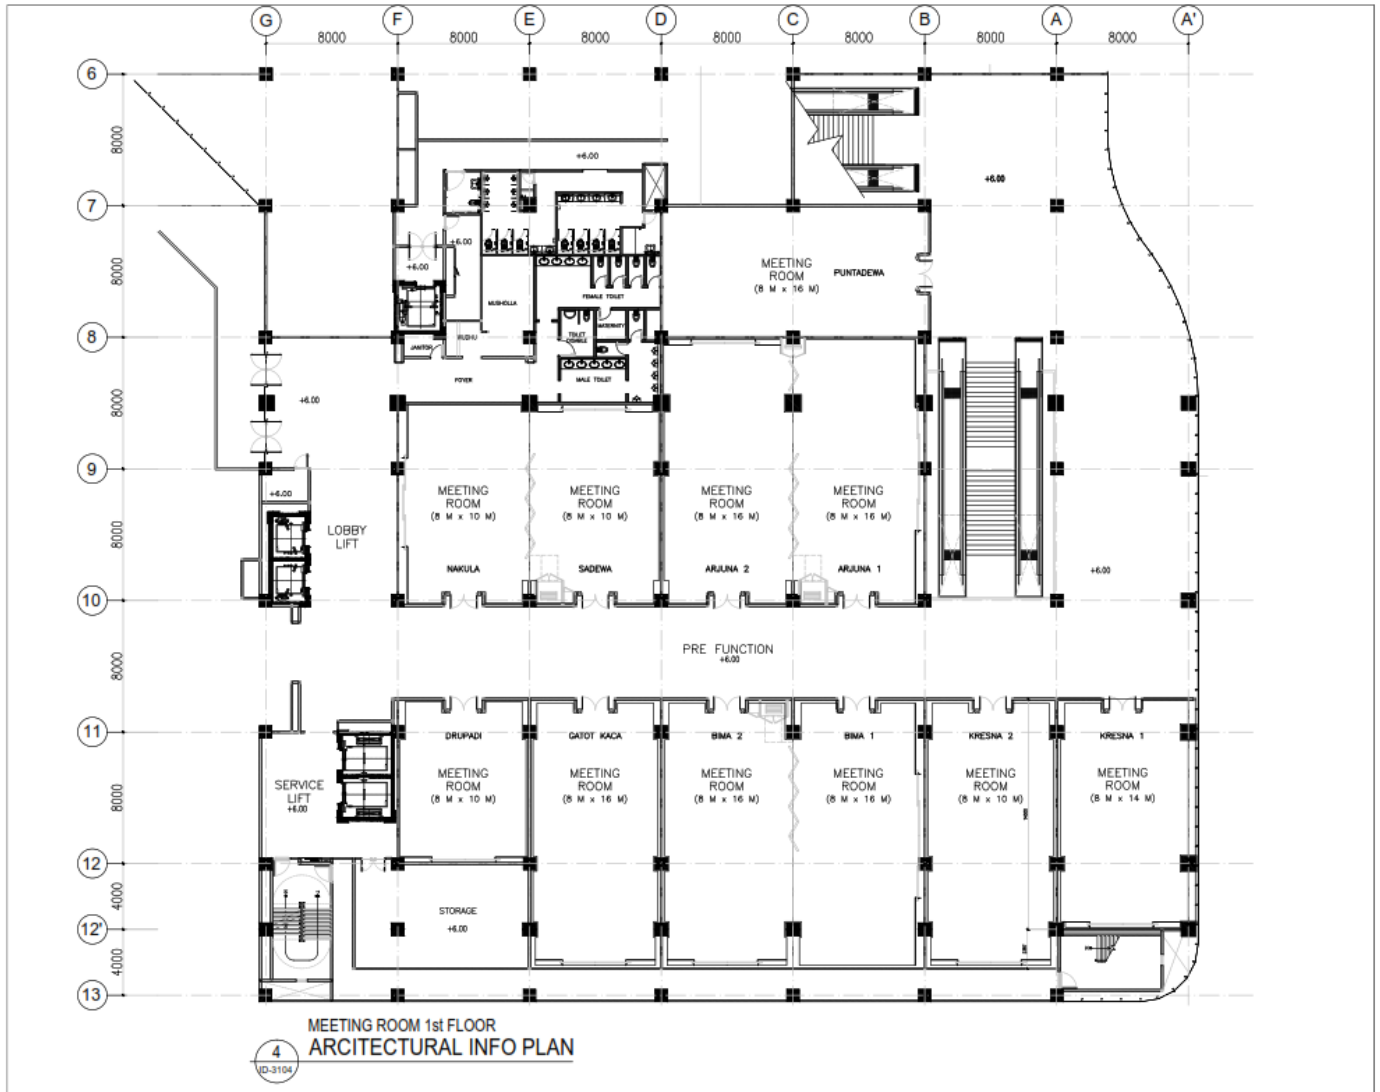 G F E D C B A A'
8000 8000 8000 8000 8000 8000 8000
6
8000
+6.00
+6.00
7
8000
+6.00
+6.00
MEETING
ROOM
(8 M x 16 M)
PUNTADEWA
MUSHOLLA
FEMALE TOILET
TOILET
MATERNITY
8
JANITOR
WUDHU
8000
FOYER
MALE TOILET
+6.00
9
8000
+6.00
LOBBY
LIFT
MEETING
ROOM
(8 M x 10 M)
NAKULA
MEETING
ROOM
(8 M x 10 M)
SADEWA
MEETING
ROOM
(8 M x 16 M)
ARJUNA 2
MEETING
ROOM
(8 M x 16 M)
ARJUNA 1
+6.00
10
8000
PRE FUNCTION
+6.00
11
8000
SERVICE
LIFT
+6.00
DRUPADI
MEETING
ROOM
(8 M x 10 M)
GATOT KACA
MEETING
ROOM
(8 M x 16 M)
BIMA 2
MEETING
ROOM
(8 M x 16 M)
BIMA 1
MEETING
ROOM
(8 M x 16 M)
KRESNA 2
MEETING
ROOM
(8 M x 10 M)
KRESNA 1
MEETING
ROOM
(8 M x 14 M)
12
4000
STORAGE
+6.00
12'
4000
13
MEETING ROOM 1st FLOOR
4
ID-3104
ARCITECTURAL INFO PLAN